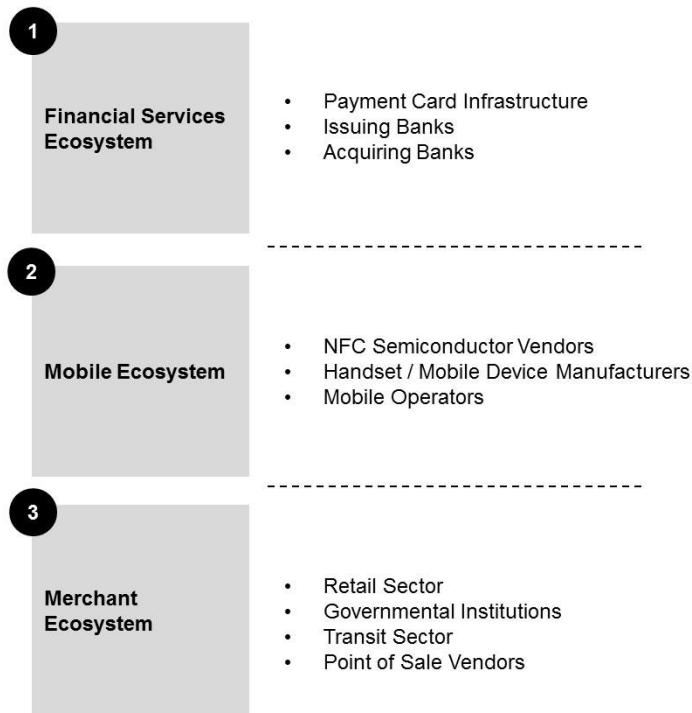 1
Financial Services
Ecosystem
• Payment Card Infrastructure
• Issuing Banks
• Acquiring Banks
2
Mobile Ecosystem
• NFC Semiconductor Vendors
• Handset / Mobile Device Manufacturers
• Mobile Operators
3
Merchant
Ecosystem
• Retail Sector
• Governmental Institutions
• Transit Sector
• Point of Sale Vendors